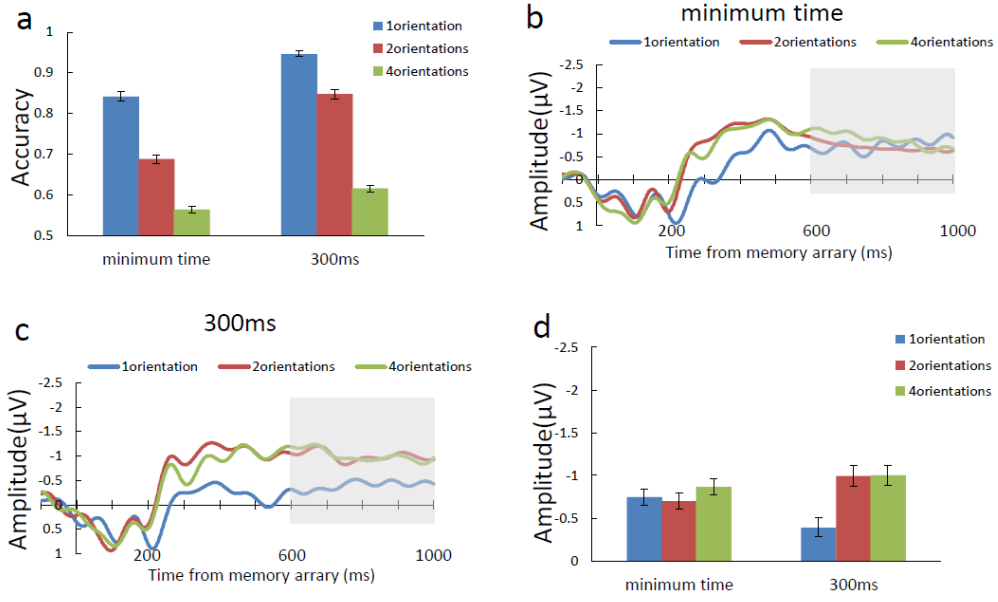 a
1orientation
2orientations
4orientations
Accuracy
1
0.9
0.8
0.7
0.6
0.5
minimum time
300ms
b
minimum time
1orientation 2orientations 4orientations
Amplitude(μV)
-2.5
-2
-1.5
-1
-0.5
0
0.5
1
200 600 1000
Time from memory arrary (ms)
c
300ms
1orientation 2orientations 4orientations
Amplitude(μV)
-2.5
-2
-1.5
-1
-0.5
0
0.5
1
200 600 1000
Time from memory arrary (ms)
d
1orientation
2orientations
4orientations
Amplitude(μV)
-2.5
-2
-1.5
-1
-0.5
0
minimum time
300ms